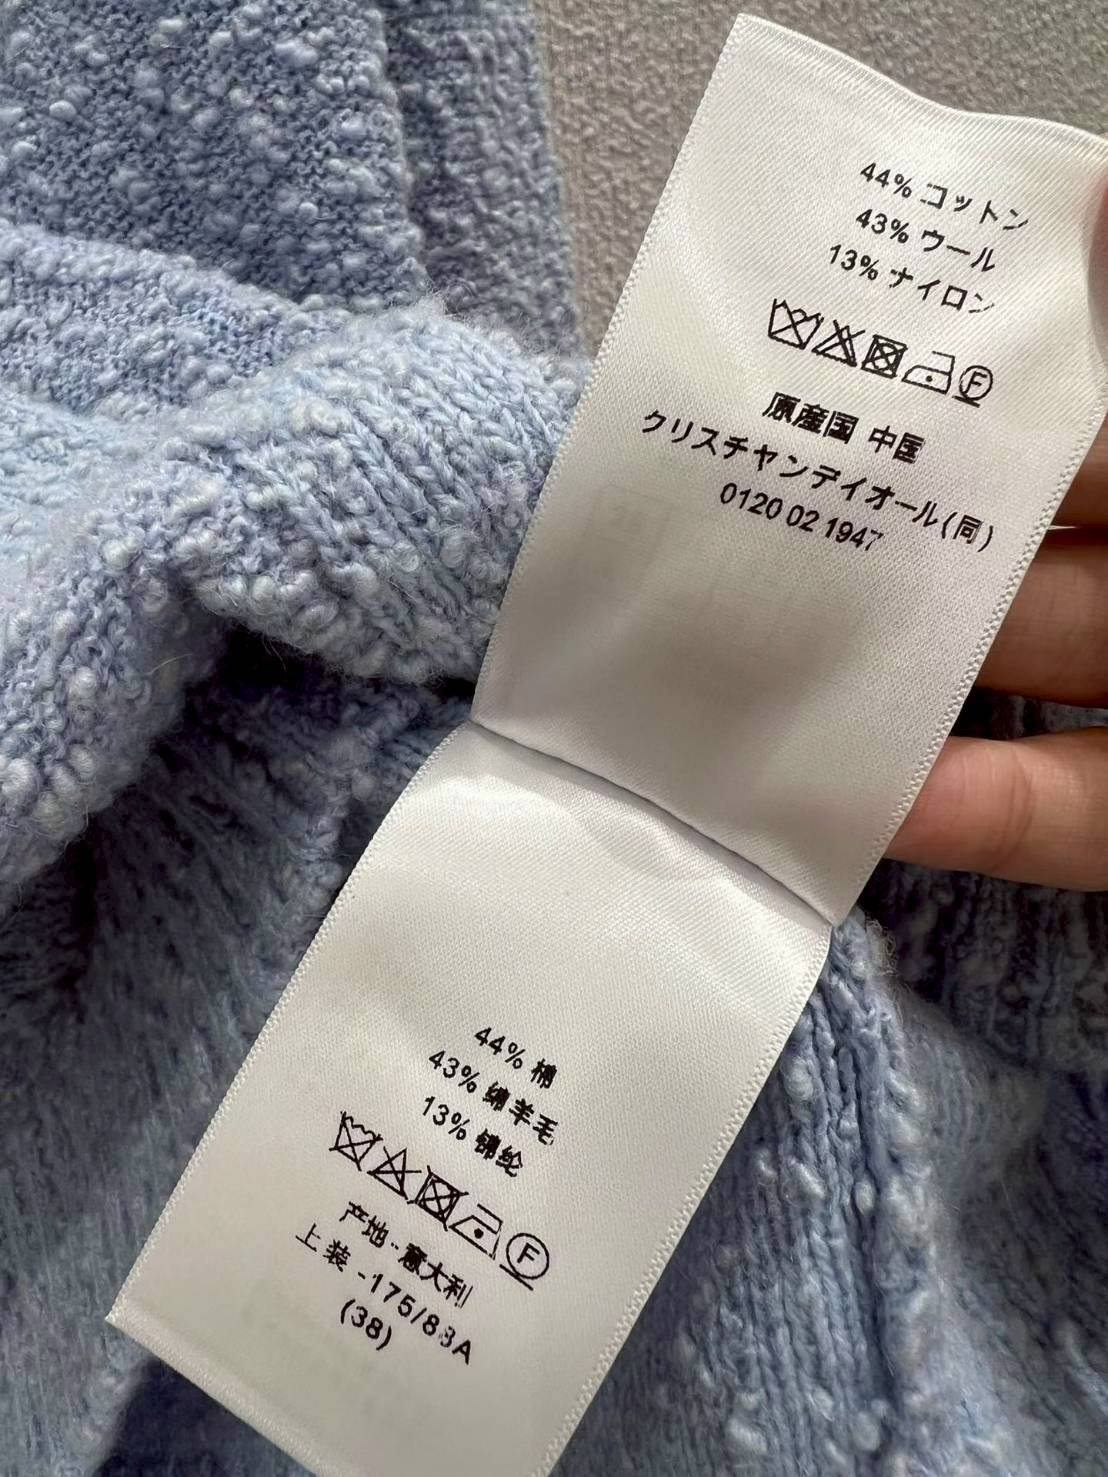 44% コットン
43% ウール
13% ナイロン
F
原産国 中国
クリスチャンディオール(同)
0120 02 1947
44% 棉
43% 绵羊毛
13% 锦纶
F
产地:意大利
上装 -175/88A
(38)